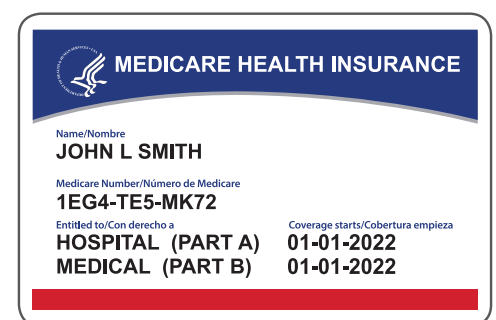 MEDICARE HEALTH INSURANCE
Name/Nombre
JOHN L SMITH
Medicare Number/Número de Medicare
1EG4-TE5-MK72
Entitled to/Con derecho a Coverage starts/Cobertura empieza
HOSPITAL (PART A) 01-01-2022
MEDICAL (PART B) 01-01-2022